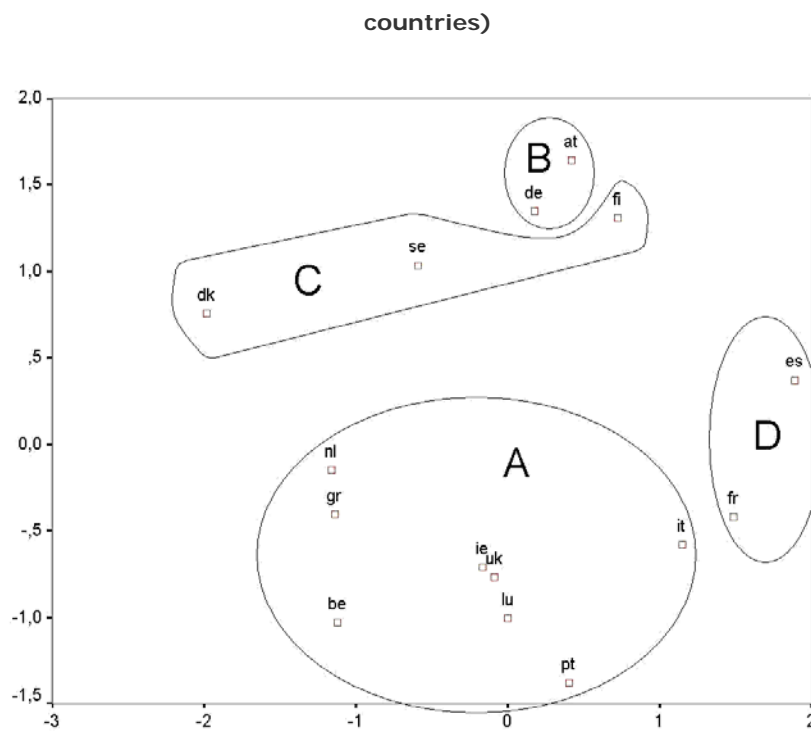 countries)
2,0
at
B
1,5
de
fi
se
1,0
C
dk
,5
es
D
0,0
A
nl
gr
fr
-,5
it
ie
uk
be
lu
-1,0
pt
-1,5
-3 -2 -1 0 1 2